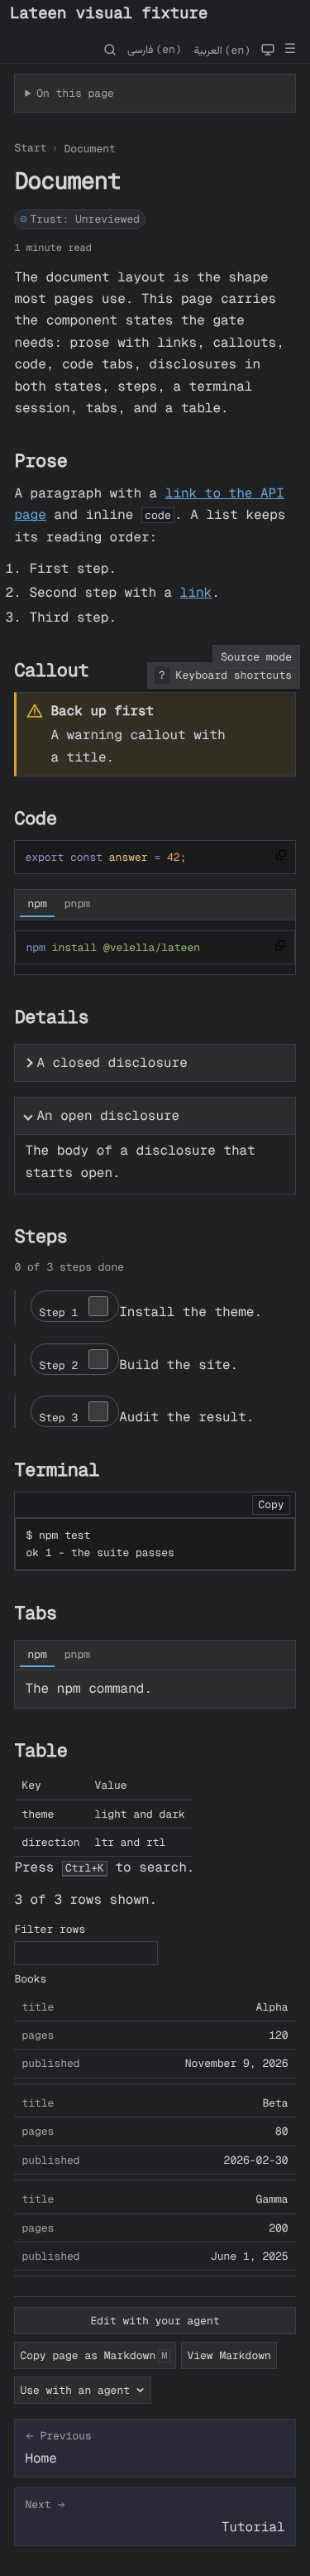 Lateen visual fixture
فارسی (en) العربية (en)
On this page
Start › Document
Document
Trust: Unreviewed
1 minute read
The document layout is the shape
most pages use. This page carries
the component states the gate
needs: prose with links, callouts,
code, code tabs, disclosures in
both states, steps, a terminal
session, tabs, and a table.
Prose
A paragraph with a link to the API
page and inline code. A list keeps
its reading order:
1. First step.
2. Second step with a link.
3. Third step.
Source mode
? Keyboard shortcuts
Callout
Back up first
A warning callout with
a title.
Code
export const answer = 42;
npm pnpm
npm install @velella/lateen
Details
A closed disclosure
An open disclosure
The body of a disclosure that
starts open.
Steps
0 of 3 steps done
Step 1 Install the theme.
Step 2 Build the site.
Step 3 Audit the result.
Terminal
Copy
$ npm test
ok 1 - the suite passes
Tabs
npm pnpm
The npm command.
Table
Key Value
theme light and dark
direction ltr and rtl
Press Ctrl+K to search.
3 of 3 rows shown.
Filter rows
Books
title Alpha
pages 120
published November 9, 2026
title Beta
pages 80
published 2026-02-30
title Gamma
pages 200
published June 1, 2025
Edit with your agent
Copy page as Markdown M View Markdown
Use with an agent
← Previous
Home
Next →
Tutorial